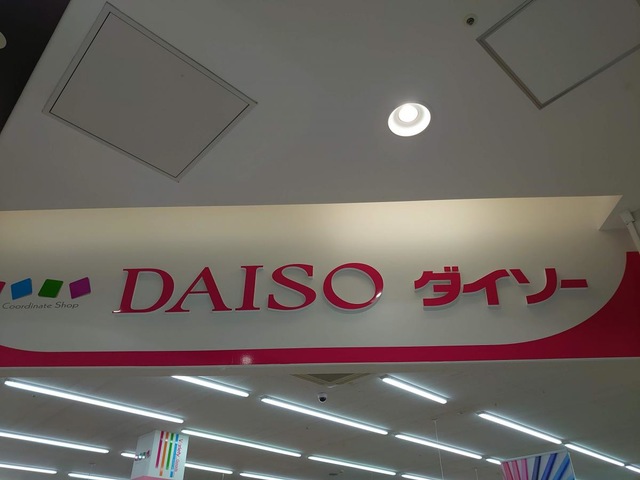 DAISO ダイソー
Coordinate Shop